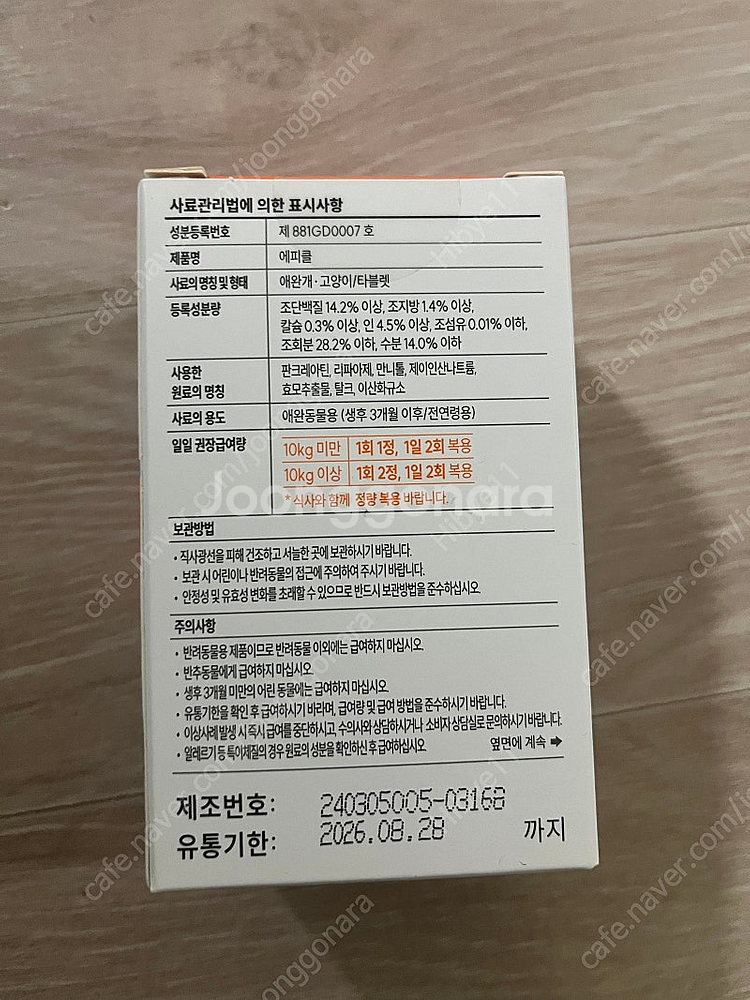 사료관리법에 의한 표시사항
성분등록번호 제 881GD0007 호
제품명 에피클
사료의 명칭 및 형태 애완개·고양이/타블렛
등록성분량 조단백질 14.2% 이상, 조지방 1.4% 이상,
칼슘 0.3% 이상, 인 4.5% 이상, 조섬유 0.01% 이하,
조회분 28.2% 이하, 수분 14.0% 이하
사용한 원료의 명칭 판크레아틴, 리파아제, 만니톨, 제이인산나트륨,
효모추출물, 탈크, 이산화규소
사료의 용도 애완동물용 (생후 3개월 이후/전연령용)
일일 권장급여량 10kg 미만 1회 1정, 1일 2회 복용
10kg 이상 1회 2정, 1일 2회 복용
* 식사와 함께 정량 복용 바랍니다.
보관방법
· 직사광선을 피해 건조하고 서늘한 곳에 보관하시기 바랍니다.
· 보관 시 어린이나 반려동물의 접근에 주의하여 주시기 바랍니다.
· 안정성 및 유효성 변화를 초래할 수 있으므로 반드시 보관방법을 준수하십시오.
주의사항
· 반려동물용 제품이므로 반려동물 이외에는 급여하지 마십시오.
· 반추동물에게 급여하지 마십시오.
· 생후 3개월 미만의 어린 동물에는 급여하지 마십시오.
· 유통기한을 확인 후 급여하시기 바라며, 급여량 및 급여 방법을 준수하시기 바랍니다.
· 이상사례 발생 시 즉시 급여를 중단하시고, 수의사와 상담하시거나 소비자 상담실로 문의하시기 바랍니다.
· 알레르기 등 특이체질의 경우 원료의 성분을 확인하신 후 급여하십시오. 옆면에 계속 ➡
제조번호: 240305005-03168
유통기한: 2026.08.28 까지
Joonggonara
cafe.naver.com/joonggonara
Hibye11